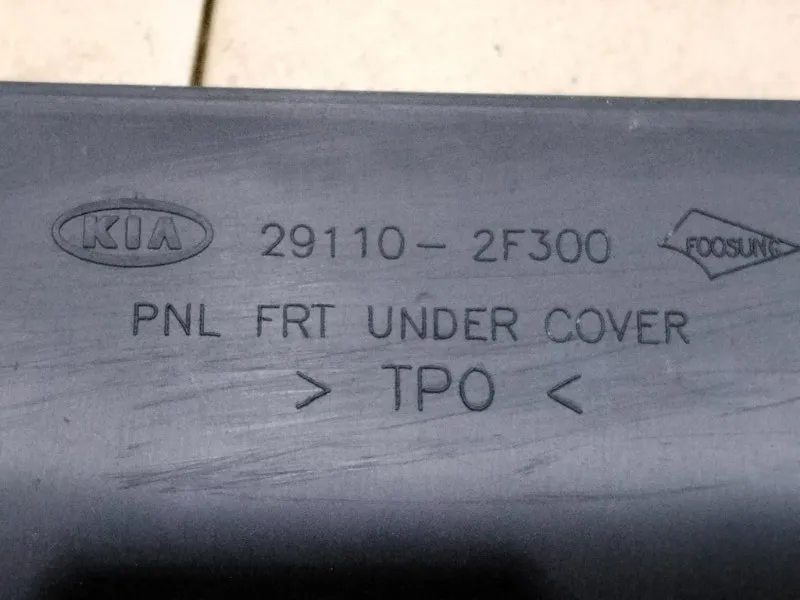 KIA 29110-2F300 FOOSUNG
PNL FRT UNDER COVER
> TPO <